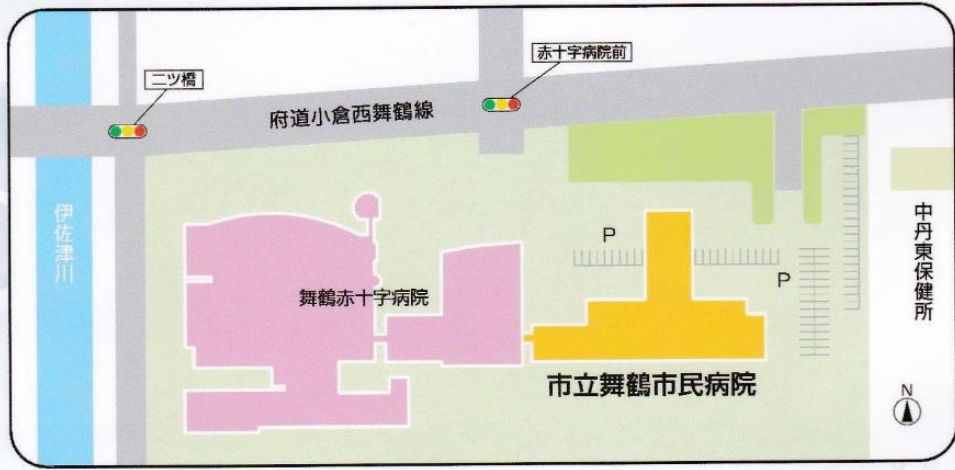 赤十字病院前
二ツ橋
府道小倉西舞鶴線
伊佐津川
中丹東保健所
P
P
舞鶴赤十字病院
市立舞鶴市民病院
N